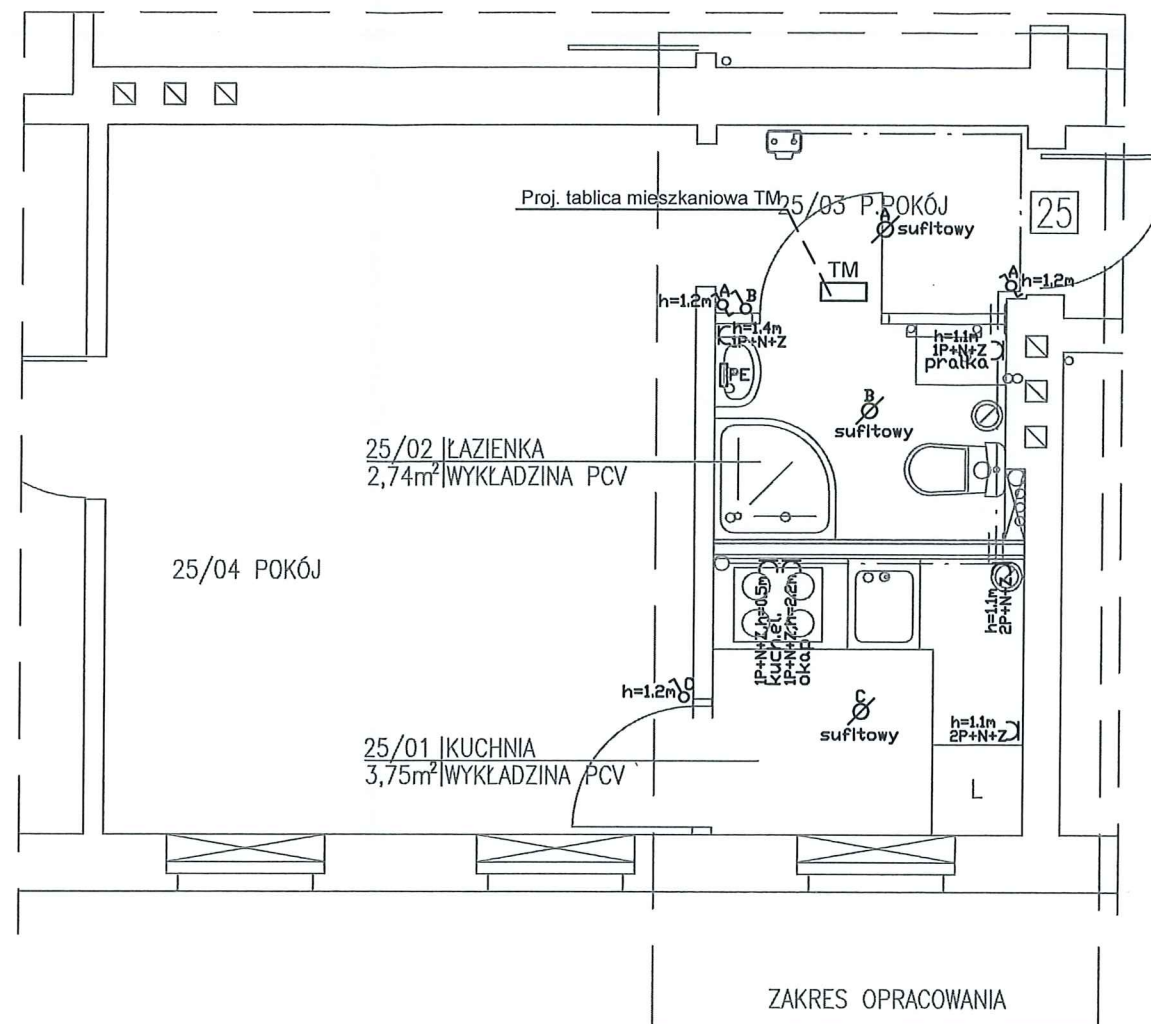 Proj. tablica mieszkaniowa TM
25/03 P.POKÓJ
25
A
sufitowy
TM
A
h=1.2m
h=1.2m
A
B
h=1.4m
1P+N+Z
h=1.1m
1P+N+Z
pralka
PE
B
sufitowy
25/02 ŁAZIENKA
2,74m² WYKŁADZINA PCV
25/04 POKÓJ
1P+N+Z h=0.5m
kuch.el.
1P+N+Z h=2.2m
okap
h=1.1m
2P+N+Z
h=1.2m
C
C
sufitowy
h=1.1m
2P+N+Z
25/01 KUCHNIA
3,75m² WYKŁADZINA PCV
L
ZAKRES OPRACOWANIA